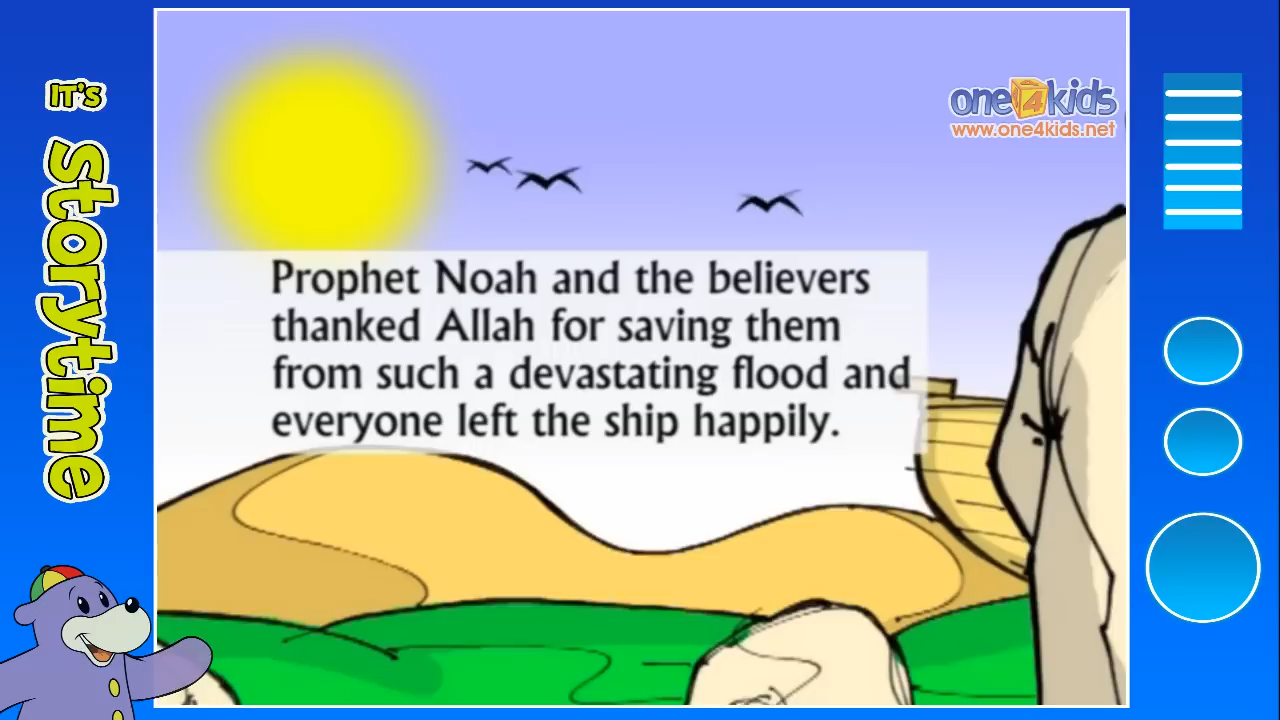 IT'S
Storytime
one4kids
www.one4kids.net
Prophet Noah and the believers
thanked Allah for saving them
from such a devastating flood and
everyone left the ship happily.